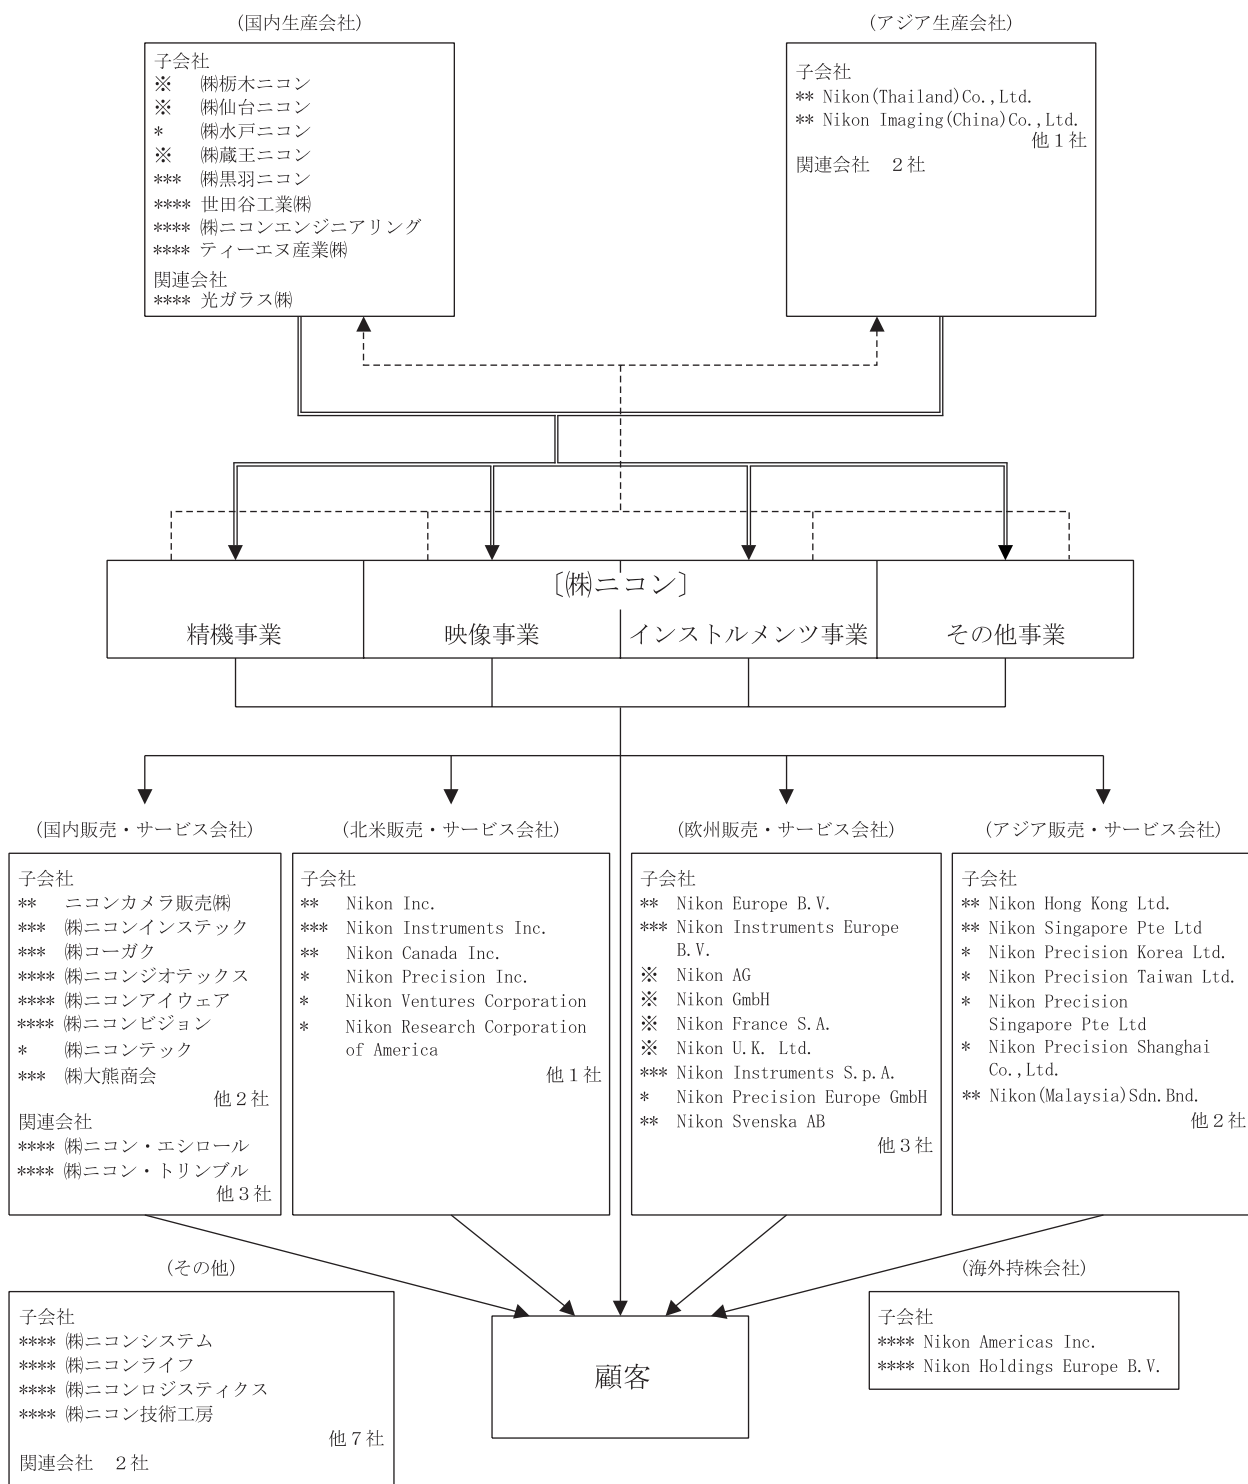 (国内生産会社)
子会社
※ ㈱栃木ニコン
※ ㈱仙台ニコン
* ㈱水戸ニコン
※ ㈱蔵王ニコン
*** ㈱黒羽ニコン
**** 世田谷工業㈱
**** ㈱ニコンエンジニアリング
**** ティーエヌ産業㈱
関連会社
**** 光ガラス㈱
(アジア生産会社)
子会社
** Nikon(Thailand)Co.,Ltd.
** Nikon Imaging(China)Co.,Ltd.
他1社
関連会社 2社
〔㈱ニコン〕
精機事業
映像事業
インストルメンツ事業
その他事業
(国内販売・サービス会社)
子会社
** ニコンカメラ販売㈱
*** ㈱ニコンインステック
*** ㈱コーガク
**** ㈱ニコンジオテックス
**** ㈱ニコンアイウェア
**** ㈱ニコンビジョン
* ㈱ニコンテック
*** ㈱大熊商会
他2社
関連会社
**** ㈱ニコン・エシロール
**** ㈱ニコン・トリンブル
他3社
(北米販売・サービス会社)
子会社
** Nikon Inc.
*** Nikon Instruments Inc.
** Nikon Canada Inc.
* Nikon Precision Inc.
* Nikon Ventures Corporation
* Nikon Research Corporation
of America
他1社
(欧州販売・サービス会社)
子会社
** Nikon Europe B.V.
*** Nikon Instruments Europe
B.V.
※ Nikon AG
※ Nikon GmbH
※ Nikon France S.A.
※ Nikon U.K. Ltd.
*** Nikon Instruments S.p.A.
* Nikon Precision Europe GmbH
** Nikon Svenska AB
他3社
(アジア販売・サービス会社)
子会社
** Nikon Hong Kong Ltd.
** Nikon Singapore Pte Ltd
* Nikon Precision Korea Ltd.
* Nikon Precision Taiwan Ltd.
* Nikon Precision
Singapore Pte Ltd
* Nikon Precision Shanghai
Co.,Ltd.
** Nikon(Malaysia)Sdn.Bnd.
他2社
(その他)
子会社
**** ㈱ニコンシステム
**** ㈱ニコンライフ
**** ㈱ニコンロジスティクス
**** ㈱ニコン技術工房
他7社
関連会社 2社
顧客
(海外持株会社)
子会社
**** Nikon Americas Inc.
**** Nikon Holdings Europe B.V.